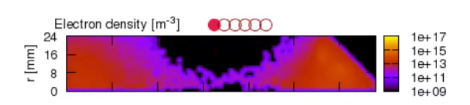 Electron density [m⁻³]
r [mm]
24
16
8
0
1e+17
1e+15
1e+13
1e+11
1e+09